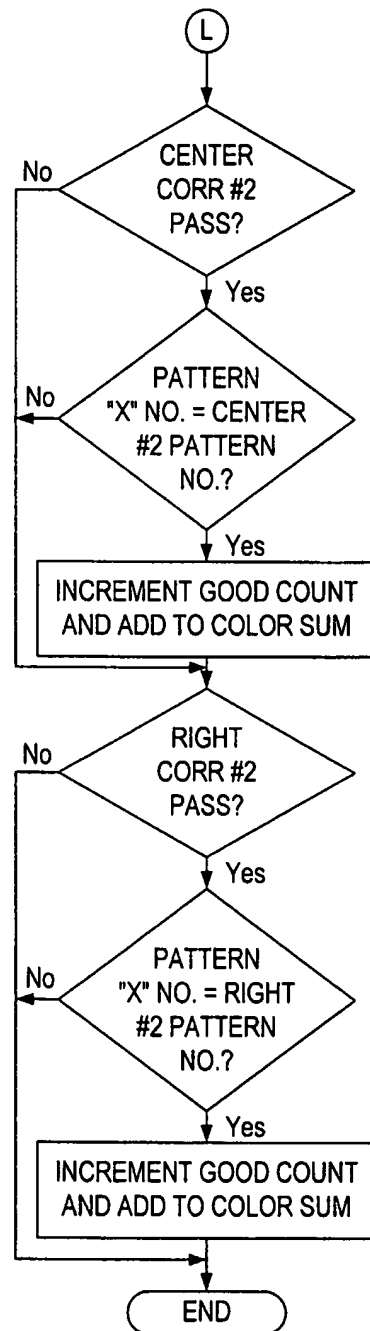 L
CENTER
CORR #2
PASS?
No
Yes
PATTERN
"X" NO. = CENTER
#2 PATTERN
NO.?
No
Yes
INCREMENT GOOD COUNT
AND ADD TO COLOR SUM
RIGHT
CORR #2
PASS?
No
Yes
PATTERN
"X" NO. = RIGHT
#2 PATTERN
NO.?
No
Yes
INCREMENT GOOD COUNT
AND ADD TO COLOR SUM
END